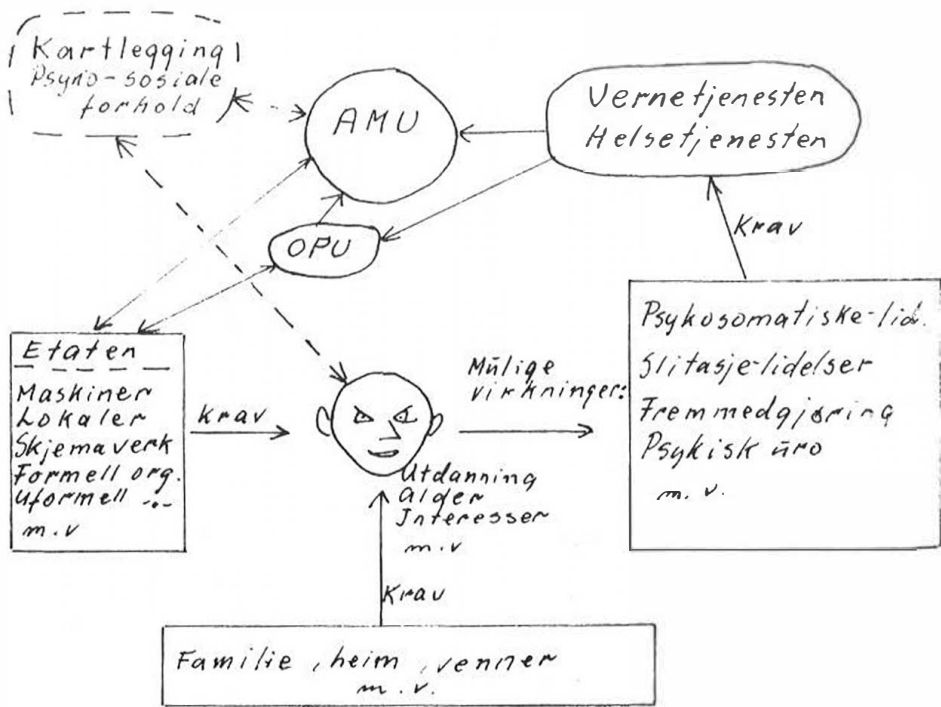 Kartlegging
Psyko-sosiale
forhold
AMU
Vernetjenesten
Helsetjenesten
OPU
Krav
Etaten
Maskiner
Lokaler
Skjemaverk
Formell org.
Uformell -"-
m.v
Krav
Mulige
virkninger:
Psykosomatiske-lid.
Slitasje-lidelser
Fremmedgjøring
Psykisk uro
m.v.
Utdanning
Alder
Interesser
m.v
Krav
Familie, heim, venner
m.v.